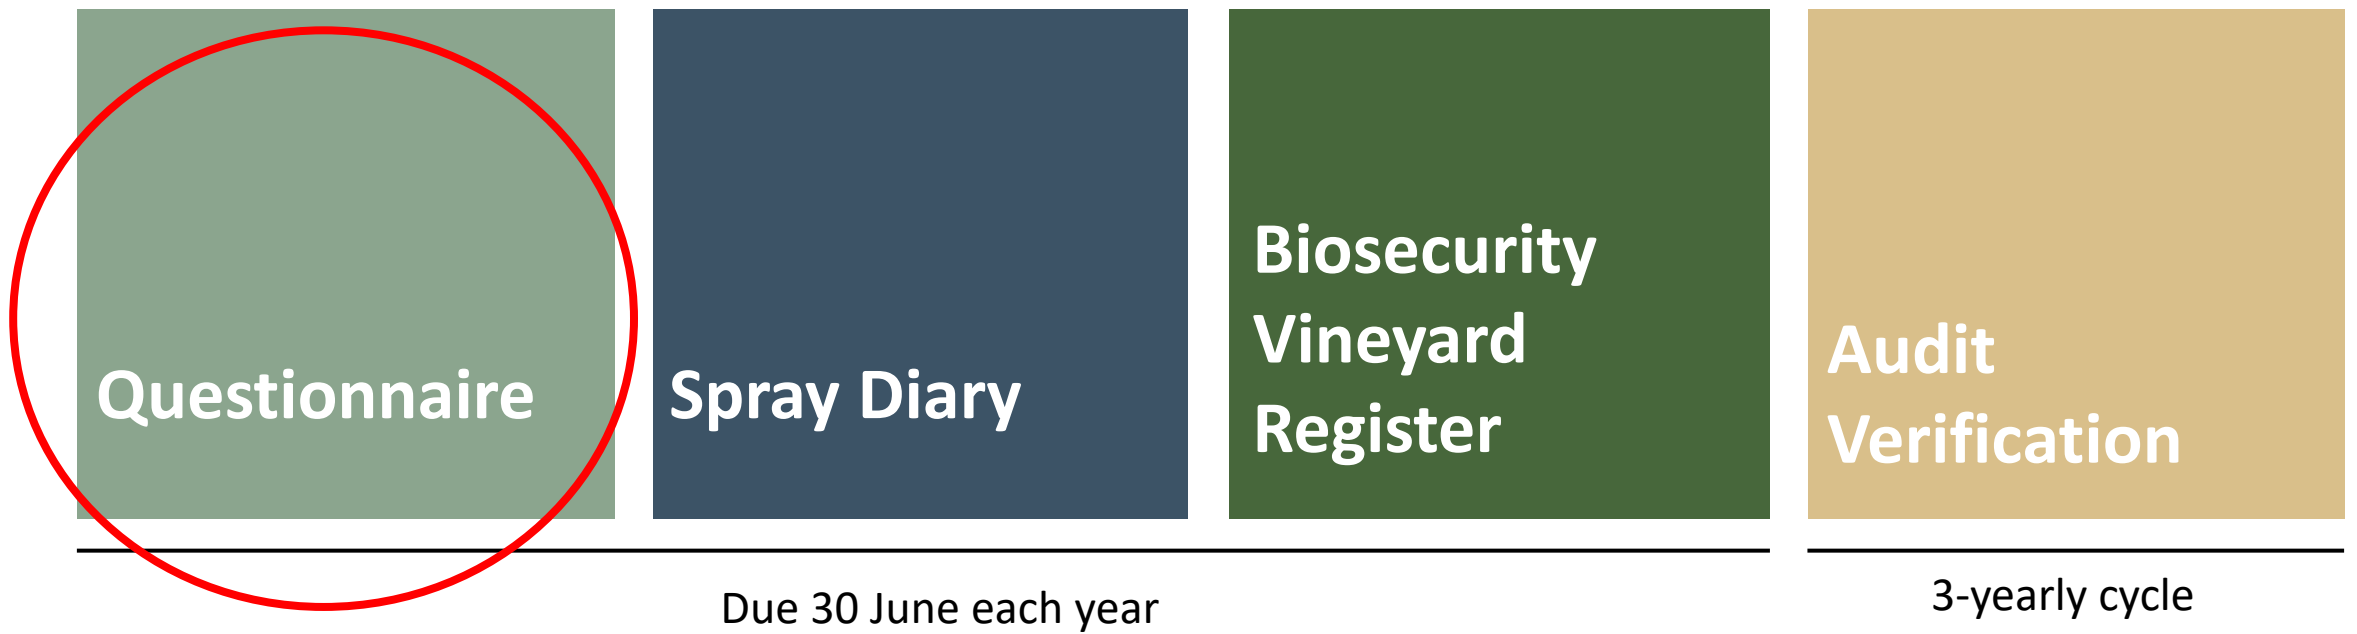 Questionnaire
Spray Diary
Biosecurity
Vineyard
Register
Audit
Verification
Due 30 June each year
3-yearly cycle